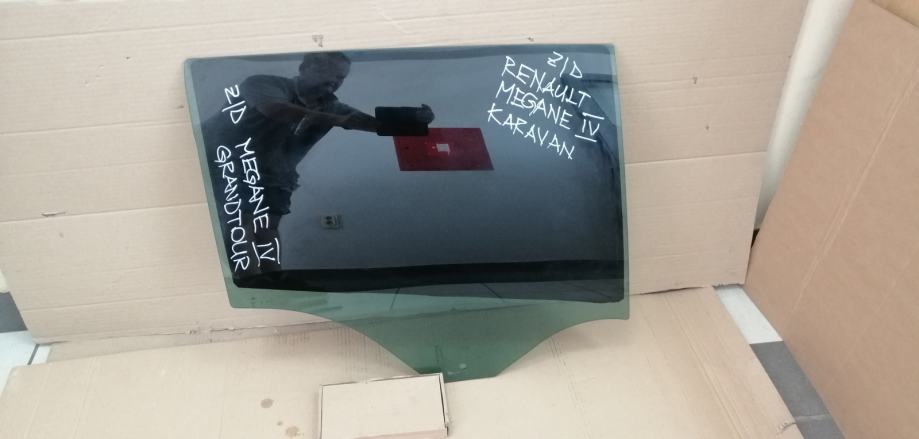 Z/D
RENAULT
MEGANE IV
KARAVAN
Z/D MEGANE IV
GRANDTOUR